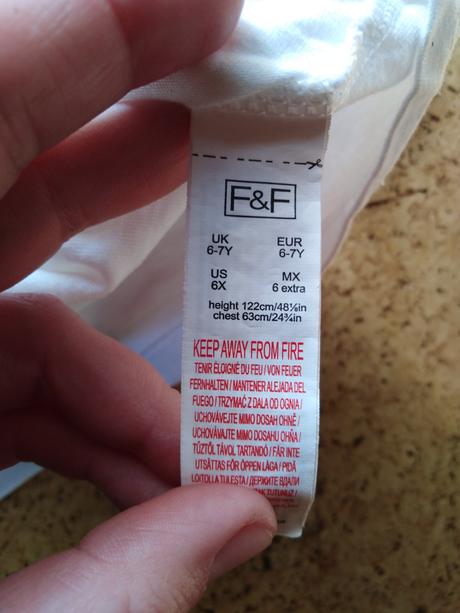 F&F
UK EUR
6-7Y 6-7Y
US MX
6X 6 extra
height 122cm/48⅛in
chest 63cm/24¾in
KEEP AWAY FROM FIRE
TENIR ÉLOIGNÉ DU FEU / VON FEUER
FERNHALTEN / MANTENER ALEJADA DEL
FUEGO / TRZYMAĆ Z DALA OD OGNIA /
UCHOVÁVEJTE MIMO DOSAH OHNĚ /
UCHOVÁVAJTE MIMO DOSAHU OHŇA /
TŰZTŐL TÁVOL TARTANDÓ / FÅR INTE
UTSÄTTAS FÖR ÖPPEN LÅGA / PIDÄ
LOITOLLA TULESTA / ДЕРЖИТЕ ВДАЛИ
TUTUNUZ /